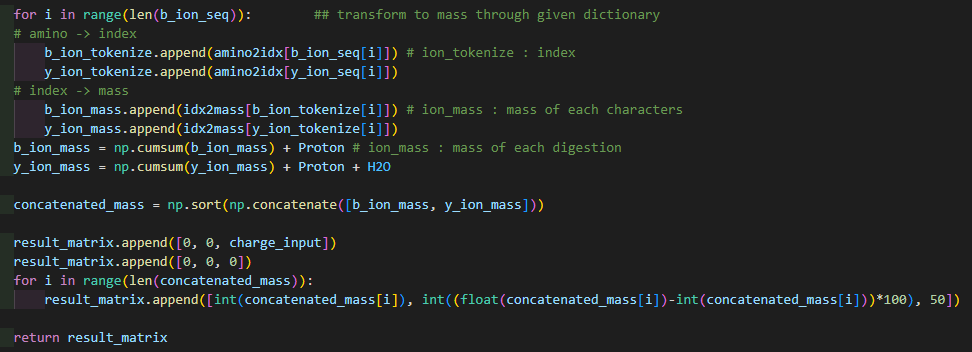 for i in range(len(b_ion_seq)):        ## transform to mass through given dictionary
# amino -> index
    b_ion_tokenize.append(amino2idx[b_ion_seq[i]]) # ion_tokenize : index
    y_ion_tokenize.append(amino2idx[y_ion_seq[i]])
# index -> mass
    b_ion_mass.append(idx2mass[b_ion_tokenize[i]]) # ion_mass : mass of each characters
    y_ion_mass.append(idx2mass[y_ion_tokenize[i]])
b_ion_mass = np.cumsum(b_ion_mass) + Proton # ion_mass : mass of each digestion
y_ion_mass = np.cumsum(y_ion_mass) + Proton + H2O

concatenated_mass = np.sort(np.concatenate([b_ion_mass, y_ion_mass]))

result_matrix.append([0, 0, charge_input])
result_matrix.append([0, 0, 0])
for i in range(len(concatenated_mass)):
    result_matrix.append([int(concatenated_mass[i]), int((float(concatenated_mass[i])-int(concatenated_mass[i]))*100), 50])

return result_matrix